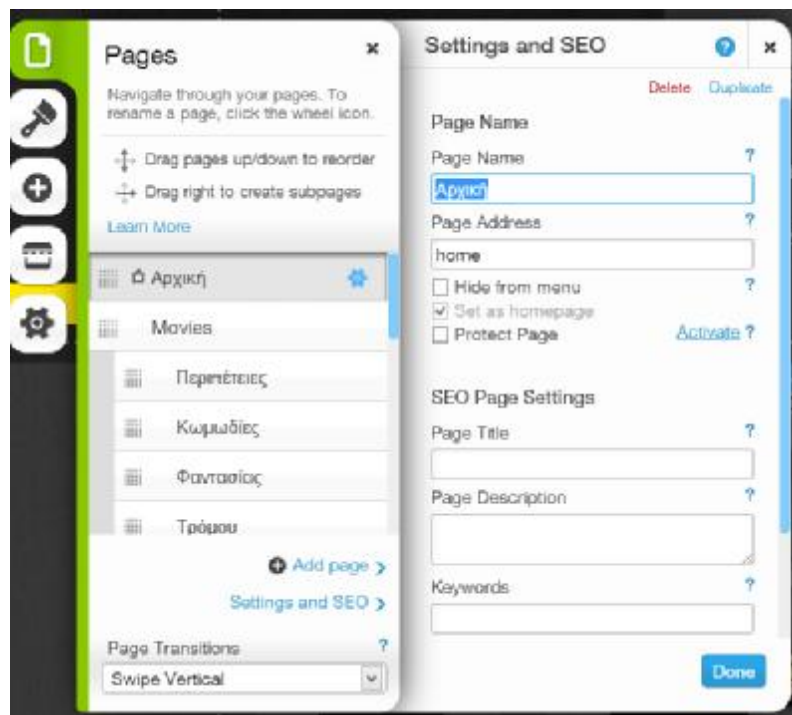 Pages
Navigate through your pages. To
rename a page, click the wheel icon.
Drag pages up/down to reorder
Drag right to create subpages
Learn More
Αρχική
Movies
Περιπέτειες
Κωμωδίες
Φαντασίας
Τρόμου
Add page
Settings and SEO
Page Transitions ?
Swipe Vertical
Settings and SEO ?
Delete Duplicate
Page Name
Page Name ?
Αρχική
Page Address ?
home
Hide from menu ?
Set as homepage
Protect Page Activate ?
SEO Page Settings
Page Title ?
Page Description ?
Keywords ?
Done